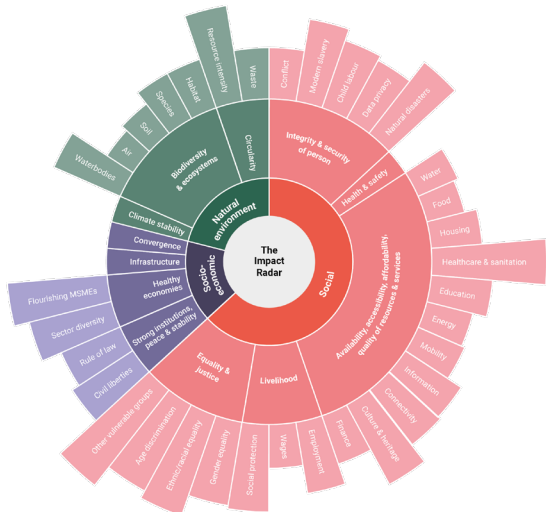 The
Impact
Radar
Natural
environment
Social
socio-
economic
Circularity
Biodiversity
& ecosystems
Climate stability
Resource intensity
Waste
Habitat
Species
Soil
Air
Waterbodies
Integrity & security
of person
Conflict
Modern slavery
Child labour
Data privacy
Natural disasters
Health & safety
Availability, accessibility, affordability,
quality of resources & services
Water
Food
Housing
Healthcare & sanitation
Education
Energy
Mobility
Information
Connectivity
Culture & heritage
Finance
Livelihood
Employment
Wages
Social protection
Equality &
justice
Gender equality
Ethnic/racial equality
Age discrimination
Other vulnerable groups
Strong institutions,
peace & stability
Civil liberties
Rule of law
Healthy
economies
Sector diversity
Flourishing MSMEs
Infrastructure
Convergence